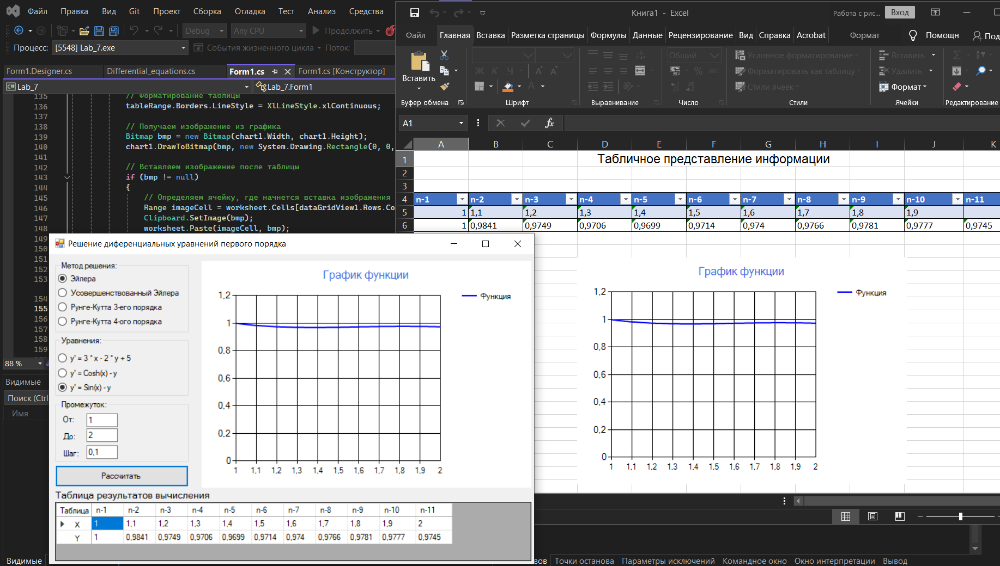 Файл Правка Вид Git Проект Сборка Отладка Тест Анализ Средства
Debug Any CPU Продолжить
Процесс: [5548] Lab_7.exe События жизненного цикла Поток:
Form1.Designer.cs Differential_equations.cs Form1.cs Form1.cs [Конструктор]
C# Lab_7 Lab_7.Form1
135 // Форматирование таблицы
136 tableRange.Borders.LineStyle = XlLineStyle.xlContinuous;
137
138 // Получаем изображение из графика
139 Bitmap bmp = new Bitmap(chart1.Width, chart1.Height);
140 chart1.DrawToBitmap(bmp, new System.Drawing.Rectangle(0, 0,
141
142 // Вставляем изображение после таблицы
143 if (bmp != null)
144 {
145 // Определяем ячейку, где начнется вставка изображения
146 Range imageCell = worksheet.Cells[dataGridView1.Rows.Co
147 Clipboard.SetImage(bmp);
148 worksheet.Paste(imageCell, bmp);
149
150
151
152
153
154
155
156
157
158
159
88 %
Видимые
Поиск (Ctrl
Имя
Видимые
Книга1 - Excel
Работа с рис...
Вход
Файл Главная Вставка Разметка страницы Формулы Данные Рецензирование Вид Справка Acrobat Формат Помощн Под
Вставить
Буфер обмена
Ж К Ч
Шрифт
Выравнивание
Общий
% 000
Число
Условное форматирование
Форматировать как таблицу
Стили ячеек
Стили
Вставить
Удалить
Формат
Ячейки
Редактирование
A1 fx
A B C D E F G H I J K
1 Табличное представление информации
2
3
4 n-1 n-2 n-3 n-4 n-5 n-6 n-7 n-8 n-9 n-10 n-11
5 1 1,1 1,2 1,3 1,4 1,5 1,6 1,7 1,8 1,9
6 1 0,9841 0,9749 0,9706 0,9699 0,9714 0,974 0,9766 0,9781 0,9777 0,9745
График функции
Функция
1,2
1
0,8
0,6
0,4
0,2
0
1 1,1 1,2 1,3 1,4 1,5 1,6 1,7 1,8 1,9 2
Решение диференциальных уравнений первого порядка
Метод решения:
Эйлера
Усовершенствованный Эйлера
Рунге-Кутта 3-его порядка
Рунге-Кутта 4-ого порядка
Уравнения:
y' = 3 * x - 2 * y + 5
y' = Cosh(x) - y
y' = Sin(x) - y
Промежуток:
От: 1
До: 2
Шаг: 0,1
Рассчитать
График функции
Функция
1,2
1
0,8
0,6
0,4
0,2
0
1 1,1 1,2 1,3 1,4 1,5 1,6 1,7 1,8 1,9 2
Таблица результатов вычисления
Таблица n-1 n-2 n-3 n-4 n-5 n-6 n-7 n-8 n-9 n-10 n-11
X 1 1,1 1,2 1,3 1,4 1,5 1,6 1,7 1,8 1,9 2
Y 1 0,9841 0,9749 0,9706 0,9699 0,9714 0,974 0,9766 0,9781 0,9777 0,9745
вов Точки останова Параметры исключений Командное окно Окно интерпретации Вывод